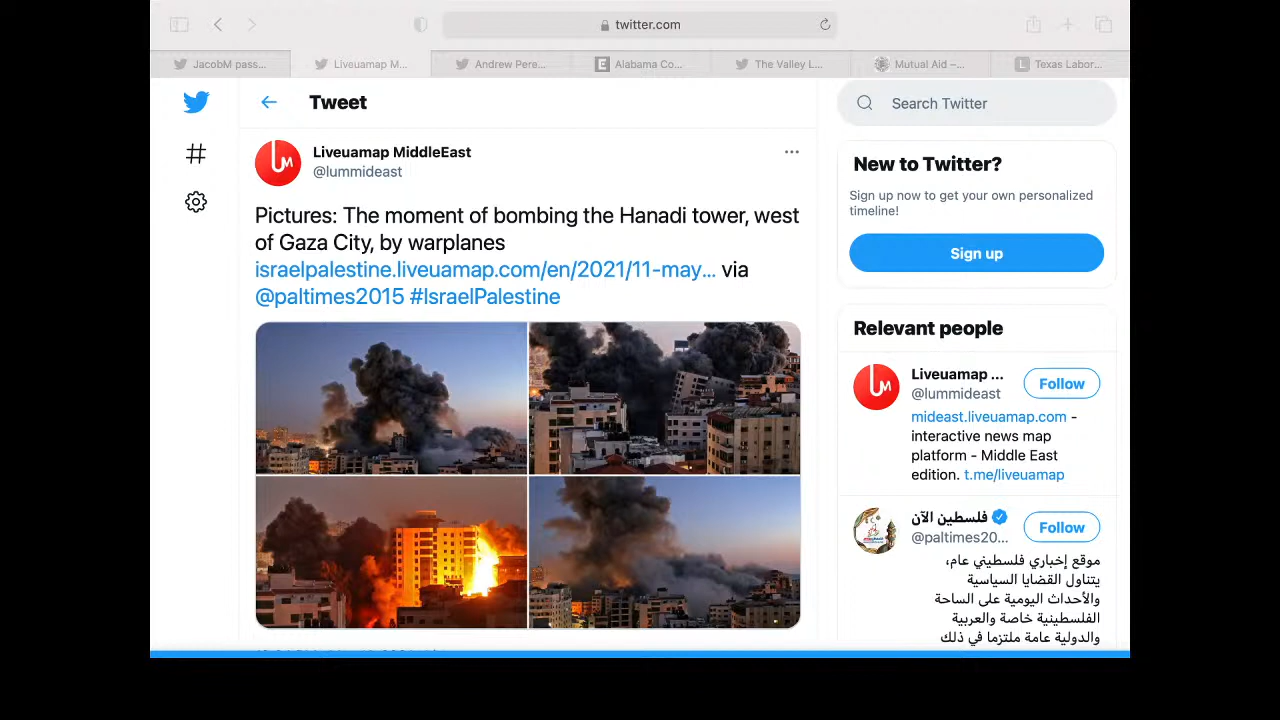 twitter.com
JacobM pass...
Liveuamap M...
Andrew Pere...
Alabama Co...
The Valley L...
Mutual Aid –...
Texas Labor...
Tweet
Liveuamap MiddleEast
@lummideast
Pictures: The moment of bombing the Hanadi tower, west
of Gaza City, by warplanes
israelpalestine.liveuamap.com/en/2021/11-may... via
@paltimes2015 #IsraelPalestine
Search Twitter
New to Twitter?
Sign up now to get your own personalized
timeline!
Sign up
Relevant people
Liveuamap ...
@lummideast
Follow
mideast.liveuamap.com -
interactive news map
platform - Middle East
edition. t.me/liveuamap
فلسطين الآن
@paltimes20...
Follow
موقع إخباري فلسطيني عام،
يتناول القضايا السياسية
والأحداث اليومية على الساحة
الفلسطينية خاصة والعربية
والدولية عامة ملتزما في ذلك